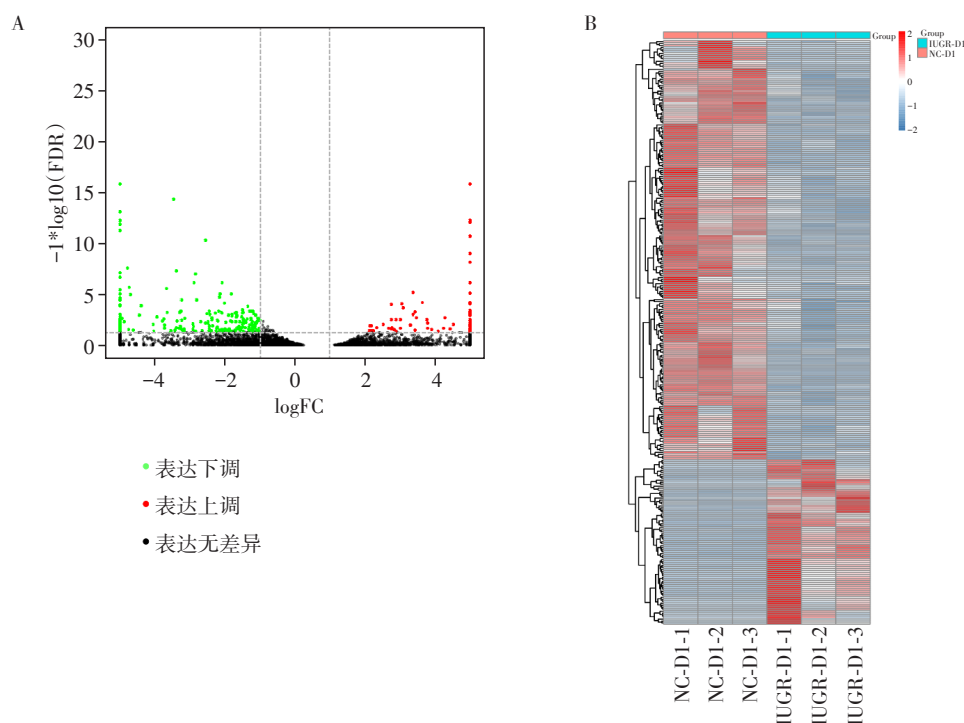 A
-1*log10(FDR)
30
25
20
15
10
5
0
-4
-2
0
2
4
logFC
表达下调
表达上调
表达无差异
B
Group
2
1
0
-1
-2
Group
IUGR-D1
NC-D1
NC-D1-1
NC-D1-2
NC-D1-3
IUGR-D1-1
IUGR-D1-2
IUGR-D1-3